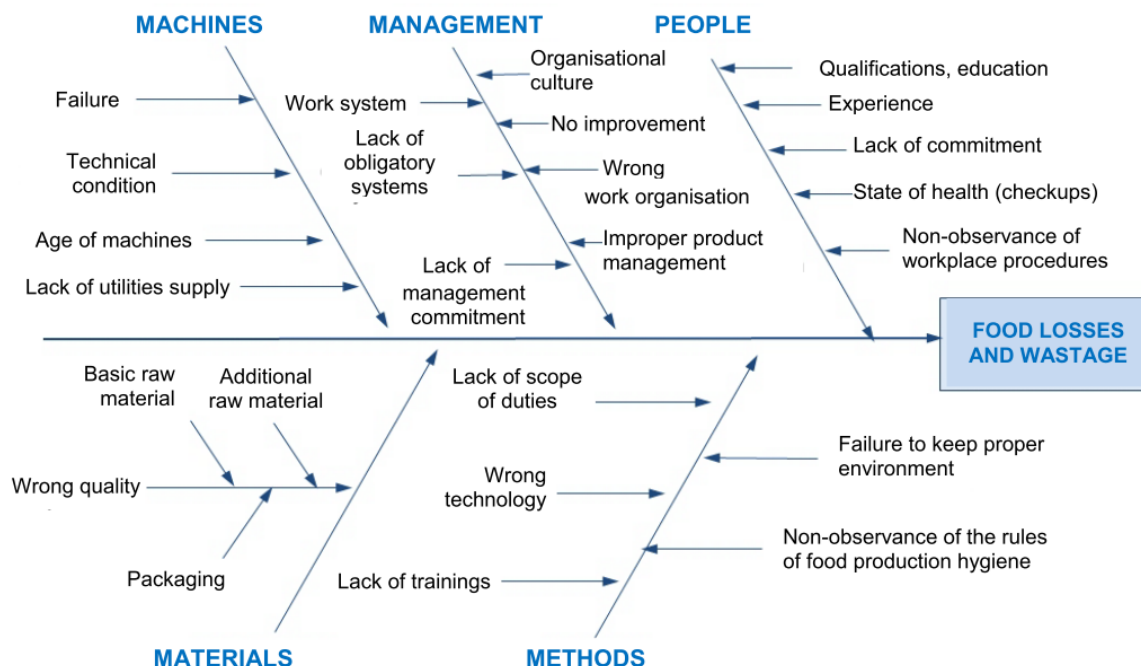 MACHINES
MANAGEMENT
PEOPLE
Failure
Technical
condition
Age of machines
Lack of utilities supply
Organisational
culture
Work system
No improvement
Lack of
obligatory
systems
Wrong
work organisation
Improper product
management
Lack of
management
commitment
Qualifications, education
Experience
Lack of commitment
State of health (checkups)
Non-observance of
workplace procedures
FOOD LOSSES
AND WASTAGE
Basic raw
material
Additional
raw material
Wrong quality
Packaging
Lack of scope
of duties
Failure to keep proper
environment
Wrong
technology
Non-observance of the rules
of food production hygiene
Lack of trainings
MATERIALS
METHODS